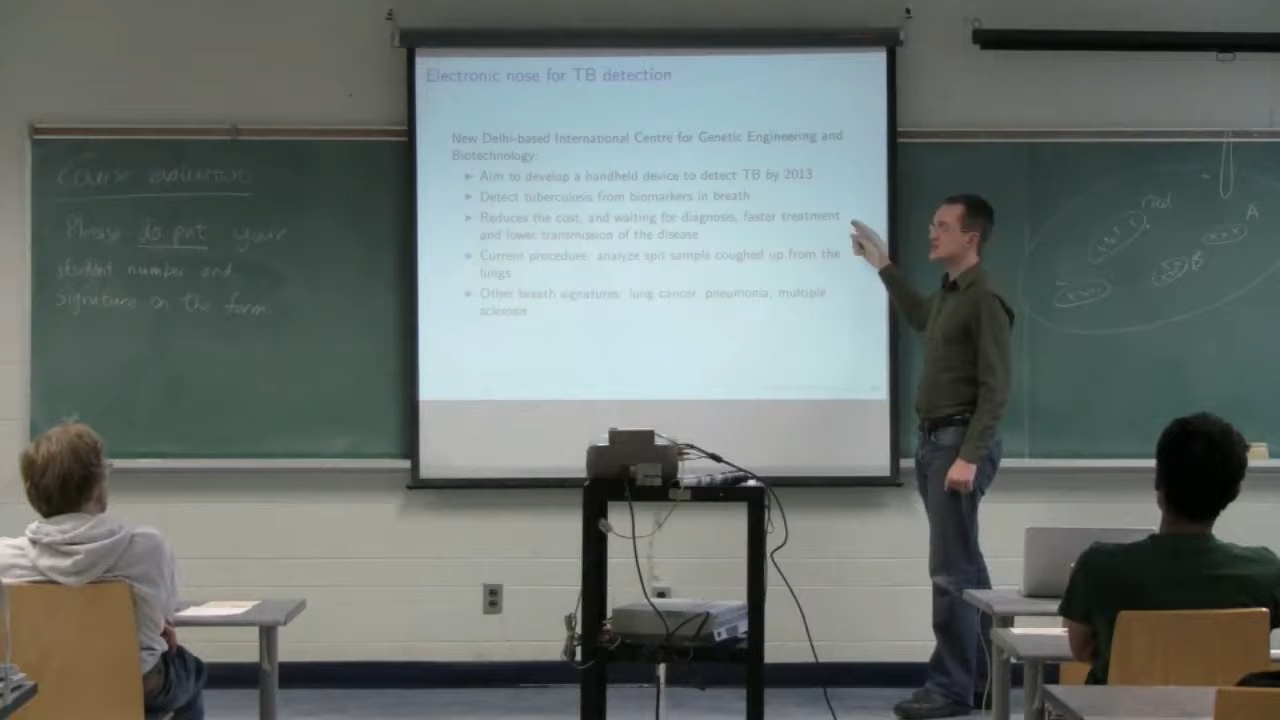 Electronic nose for TB detection
New Delhi-based International Centre for Genetic Engineering and
Biotechnology:
Aim to develop a handheld device to detect TB by 2013
Detect tuberculosis from biomarkers in breath
Reduces the cost, and waiting for diagnosis, faster treatment
and lower transmission of the disease
Current procedure: analyze spit sample coughed up from the
lungs
Other breath signatures: lung cancer, pneumonia, multiple
sclerosis
Course evaluation
Please do put your
student number and
signature on the form.
red
A
B